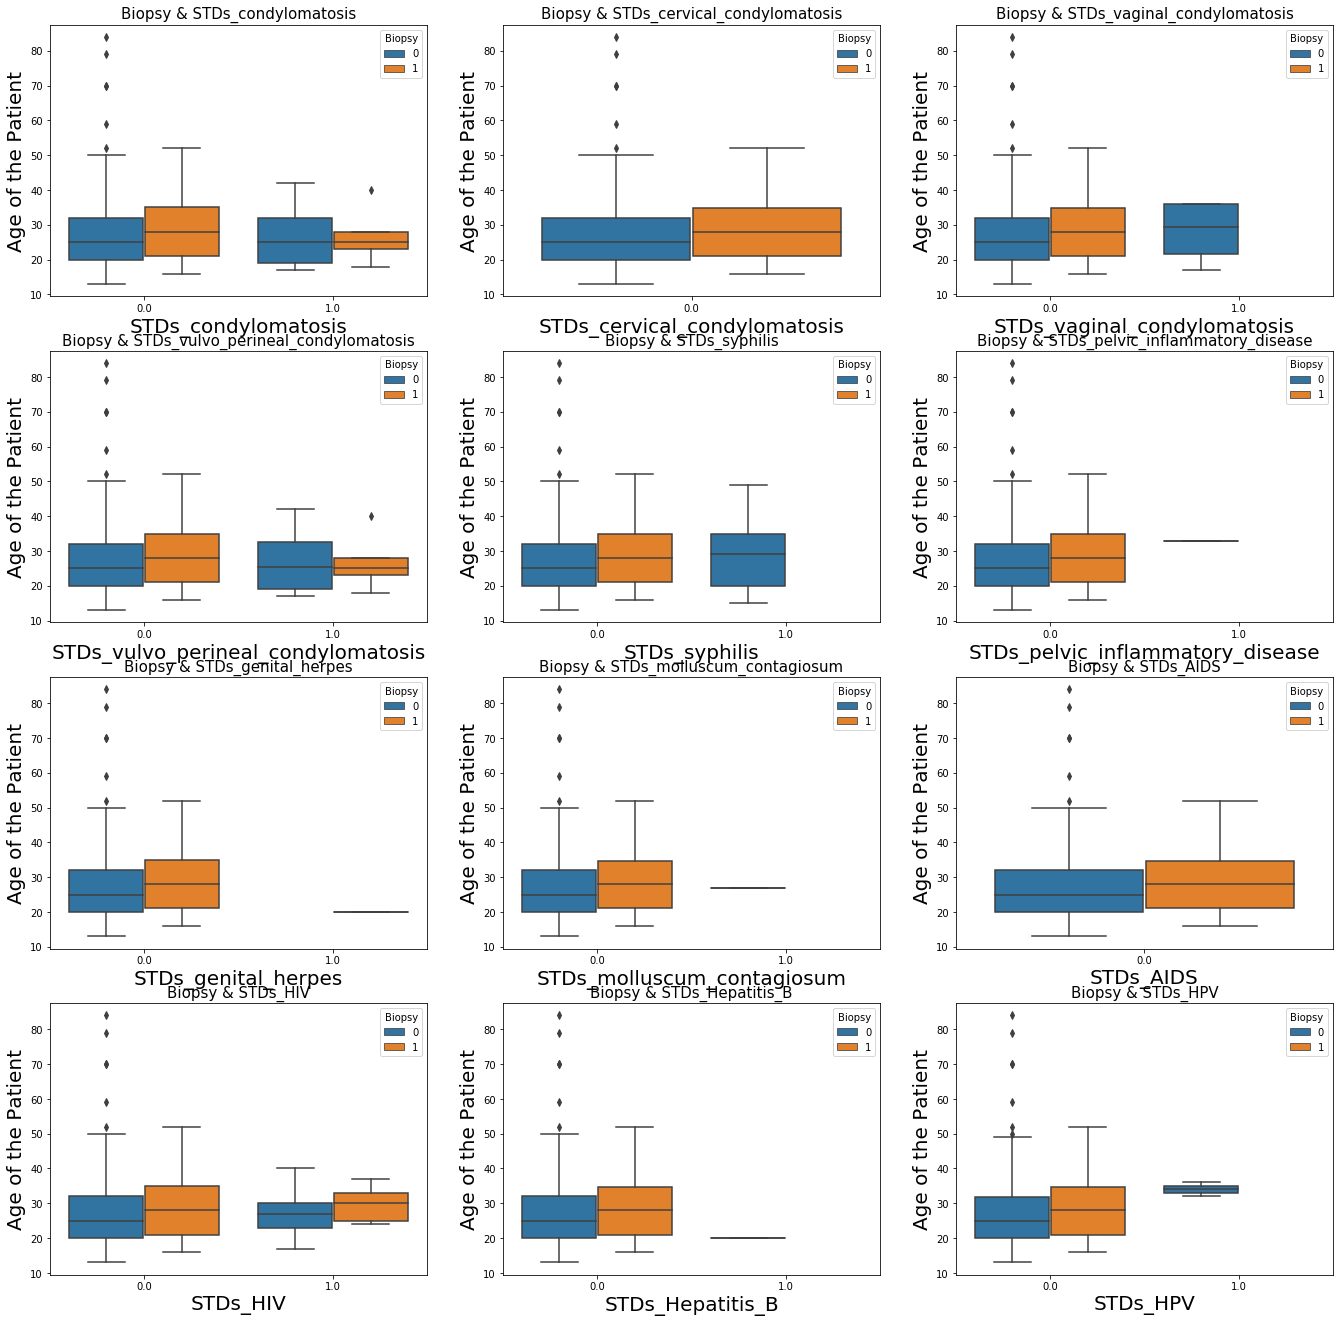 Biopsy & STDs_condylomatosis
Age of the Patient
80
70
60
50
40
30
20
10
Biopsy
0
1
0.0 1.0
STDs_condylomatosis
Biopsy & STDs_cervical_condylomatosis
Age of the Patient
80
70
60
50
40
30
20
10
Biopsy
0
1
0.0
STDs_cervical_condylomatosis
Biopsy & STDs_vaginal_condylomatosis
Age of the Patient
80
70
60
50
40
30
20
10
Biopsy
0
1
0.0 1.0
STDs_vaginal_condylomatosis
Biopsy & STDs_vulvo_perineal_condylomatosis
Age of the Patient
80
70
60
50
40
30
20
10
Biopsy
0
1
0.0 1.0
STDs_vulvo_perineal_condylomatosis
Biopsy & STDs_syphilis
Age of the Patient
80
70
60
50
40
30
20
10
Biopsy
0
1
0.0 1.0
STDs_syphilis
Biopsy & STDs_pelvic_inflammatory_disease
Age of the Patient
80
70
60
50
40
30
20
10
Biopsy
0
1
0.0 1.0
STDs_pelvic_inflammatory_disease
Biopsy & STDs_genital_herpes
Age of the Patient
80
70
60
50
40
30
20
10
Biopsy
0
1
0.0 1.0
STDs_genital_herpes
Biopsy & STDs_molluscum_contagiosum
Age of the Patient
80
70
60
50
40
30
20
10
Biopsy
0
1
0.0 1.0
STDs_molluscum_contagiosum
Biopsy & STDs_AIDS
Age of the Patient
80
70
60
50
40
30
20
10
Biopsy
0
1
0.0
STDs_AIDS
Biopsy & STDs_HIV
Age of the Patient
80
70
60
50
40
30
20
10
Biopsy
0
1
0.0 1.0
STDs_HIV
Biopsy & STDs_Hepatitis_B
Age of the Patient
80
70
60
50
40
30
20
10
Biopsy
0
1
0.0 1.0
STDs_Hepatitis_B
Biopsy & STDs_HPV
Age of the Patient
80
70
60
50
40
30
20
10
Biopsy
0
1
0.0 1.0
STDs_HPV